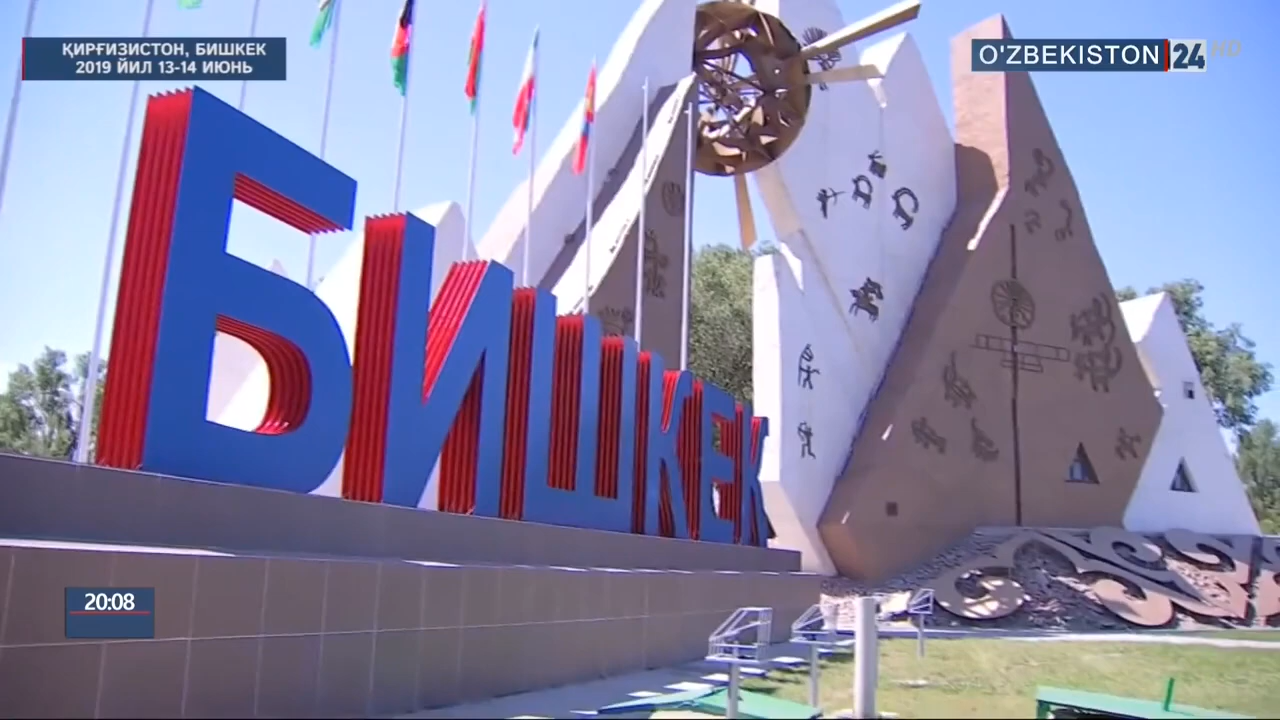 ҚИРҒИЗИСТОН, БИШКЕК
2019 ЙИЛ 13-14 ИЮНЬ
O'ZBEKISTON 24 HD
БИШКЕК
20:08